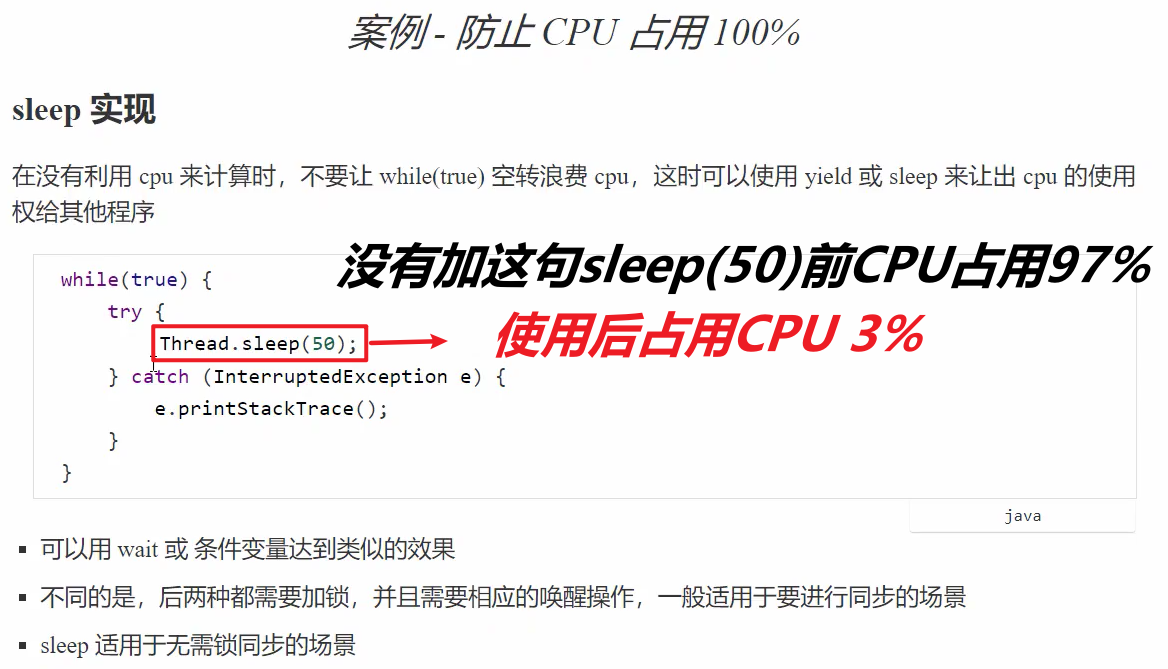 案例 - 防止 CPU 占用 100%
sleep 实现
在没有利用 cpu 来计算时，不要让 while(true) 空转浪费 cpu，这时可以使用 yield 或 sleep 来让出 cpu 的使用
权给其他程序
没有加这句sleep(50)前CPU占用97%
while(true) {
try {
Thread.sleep(50);
使用后占用CPU 3%
} catch (InterruptedException e) {
e.printStackTrace();
}
}
java
▪ 可以用 wait 或 条件变量达到类似的效果
▪ 不同的是，后两种都需要加锁，并且需要相应的唤醒操作，一般适用于要进行同步的场景
▪ sleep 适用于无需锁同步的场景